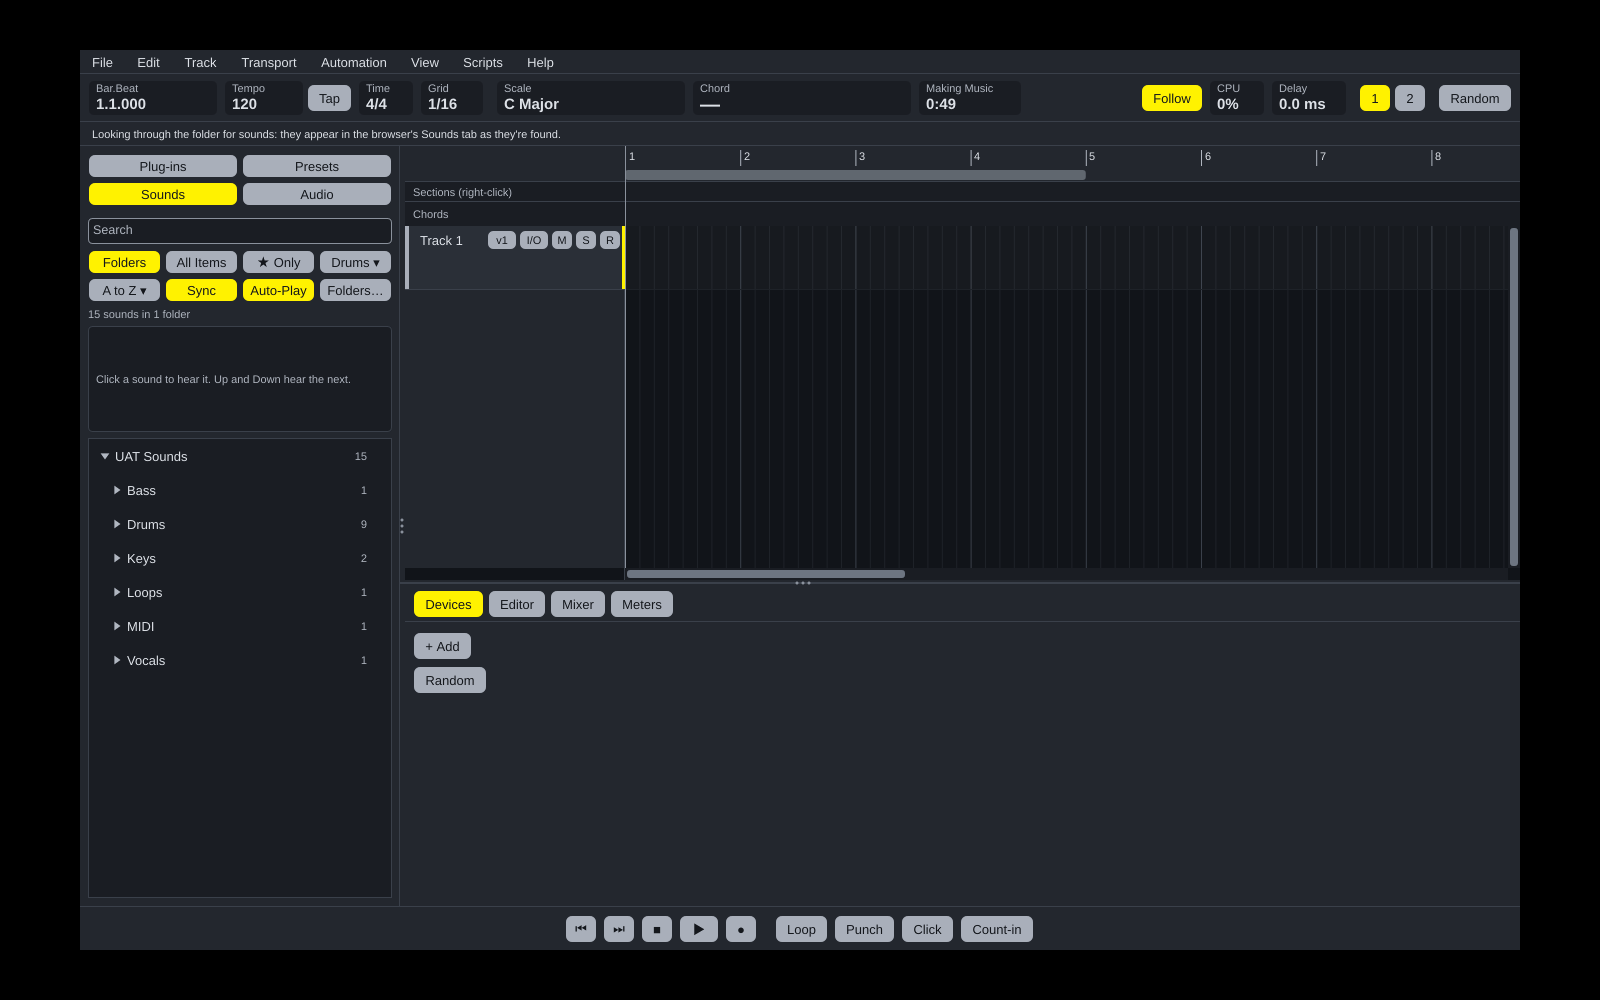 File Edit Track Transport Automation View Scripts Help
Bar.Beat Tempo Time Grid Scale Chord Making Music CPU Delay
1.1.000 120 Tap 4/4 1/16 C Major — 0:49 Follow 0% 0.0 ms 1 2 Random
Looking through the folder for sounds: they appear in the browser's Sounds tab as they're found.
Plug-ins Presets
Sounds Audio
Search
Folders All Items ★ Only Drums ▾
A to Z ▾ Sync Auto-Play Folders…
15 sounds in 1 folder
Click a sound to hear it. Up and Down hear the next.
UAT Sounds 15
Bass 1
Drums 9
Keys 2
Loops 1
MIDI 1
Vocals 1
1 2 3 4 5 6 7 8
Sections (right-click)
Chords
Track 1 v1 I/O M S R
Devices Editor Mixer Meters
+ Add
Random
Loop Punch Click Count-in